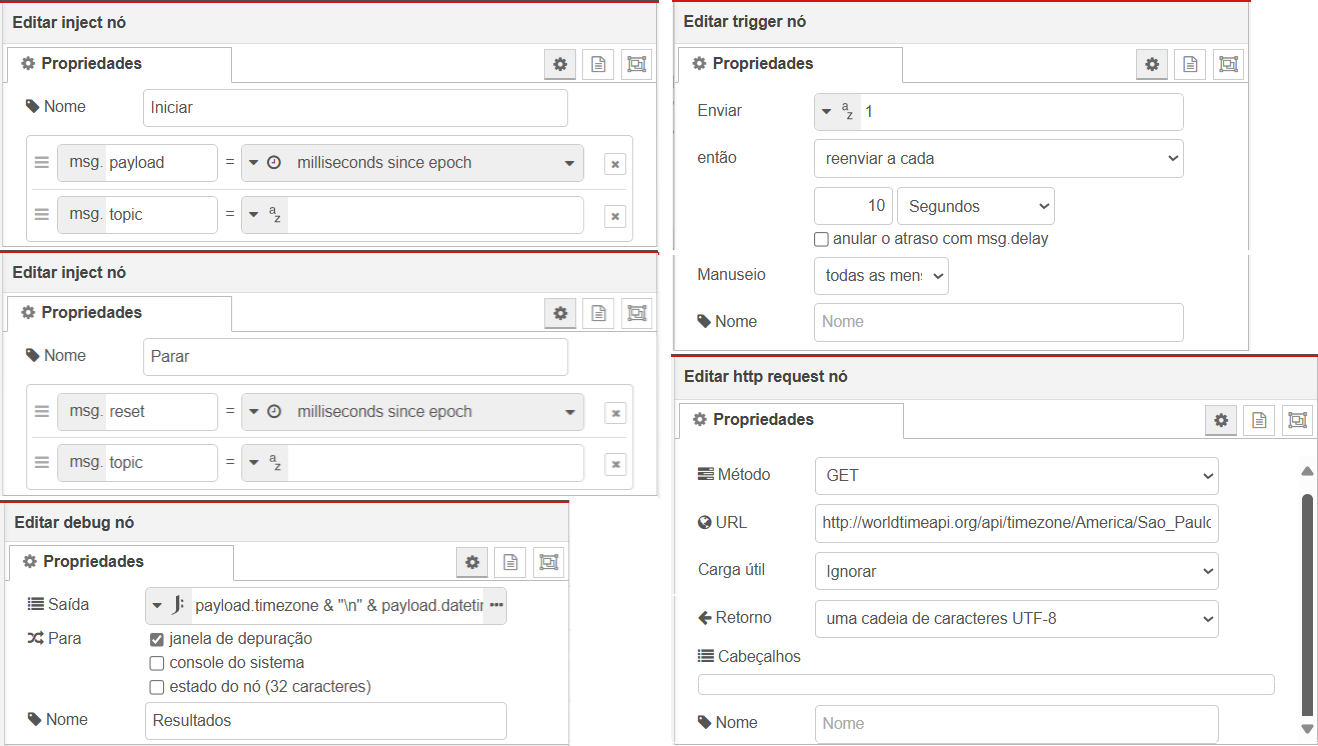 Editar inject nó
Propriedades
Nome
Iniciar
msg. payload = milliseconds since epoch
msg. topic = az
Editar inject nó
Propriedades
Nome
Parar
msg. reset = milliseconds since epoch
msg. topic = az
Editar debug nó
Propriedades
Saída
J: payload.timezone & "\n" & payload.datetin
Para
janela de depuração
console do sistema
estado do nó (32 caracteres)
Nome
Resultados
Editar trigger nó
Propriedades
Enviar
az 1
então
reenviar a cada
10 Segundos
anular o atraso com msg.delay
Manuseio
todas as mens
Nome
Nome
Editar http request nó
Propriedades
Método
GET
URL
http://worldtimeapi.org/api/timezone/America/Sao_Paulo
Carga útil
Ignorar
Retorno
uma cadeia de caracteres UTF-8
Cabeçalhos
Nome
Nome